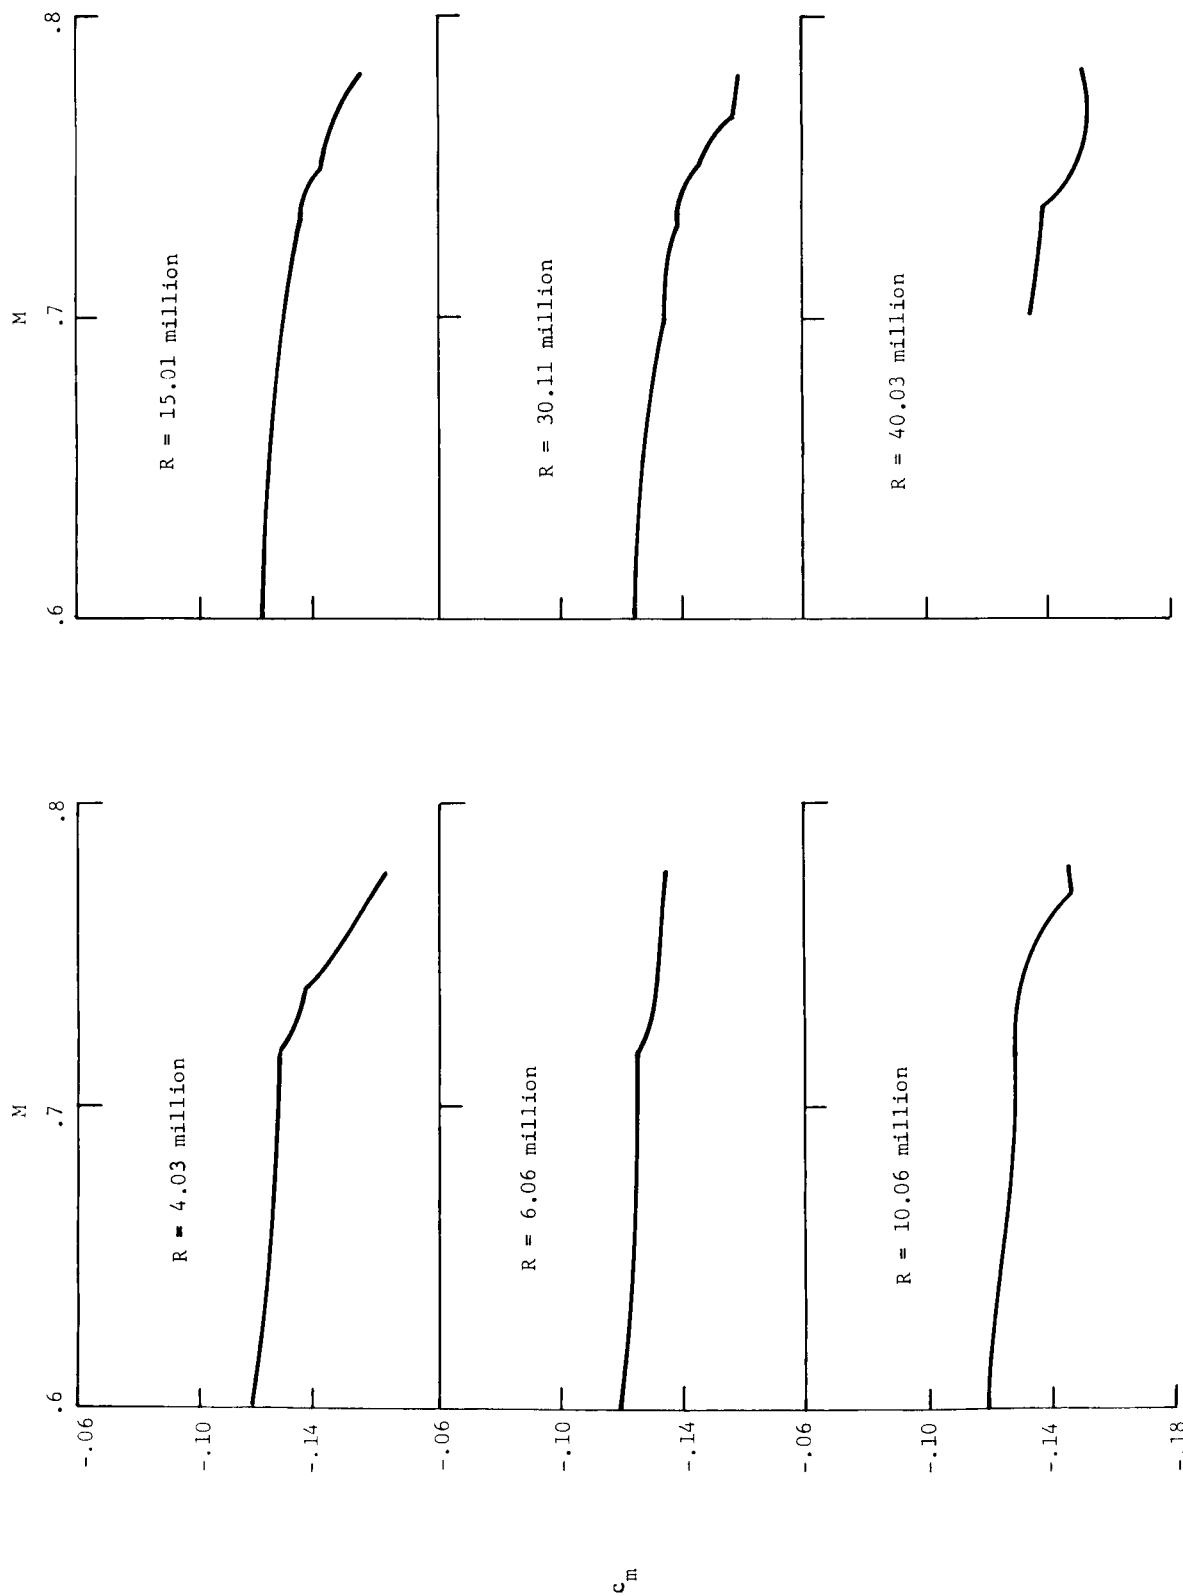 M
.6
.7
.8
M
.6
.7
.8
R = 4.03 million
R = 15.01 million
-.06
-.10
-.14
R = 6.06 million
R = 30.11 million
-.06
-.10
-.14
R = 10.06 million
R = 40.03 million
-.06
-.10
-.14
-.18
cm